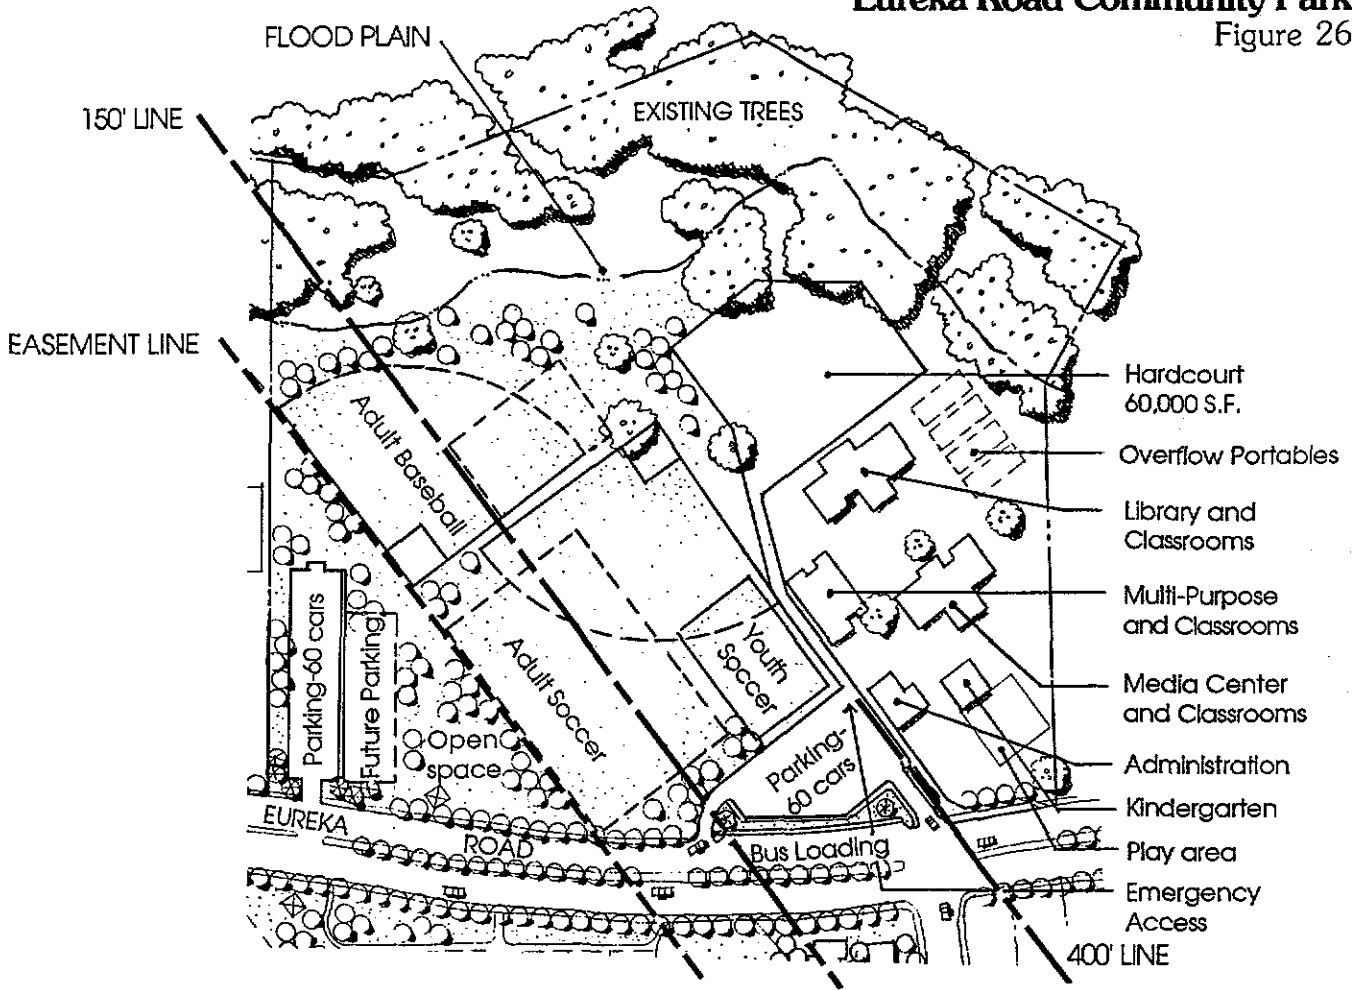 Eureka Road Community Park
Figure 26
FLOOD PLAIN
150' LINE
EXISTING TREES
EASEMENT LINE
Hardcourt
60,000 S.F.
Adult Baseball
Overflow Portables
Library and
Classrooms
Parking-60 cars
Future Parking
Multi-Purpose
and Classrooms
Adult Soccer
Youth
Soccer
Media Center
and Classrooms
Open
space
Parking-
60 cars
Administration
Kindergarten
EUREKA
ROAD
Bus Loading
Play area
Emergency
Access
400' LINE